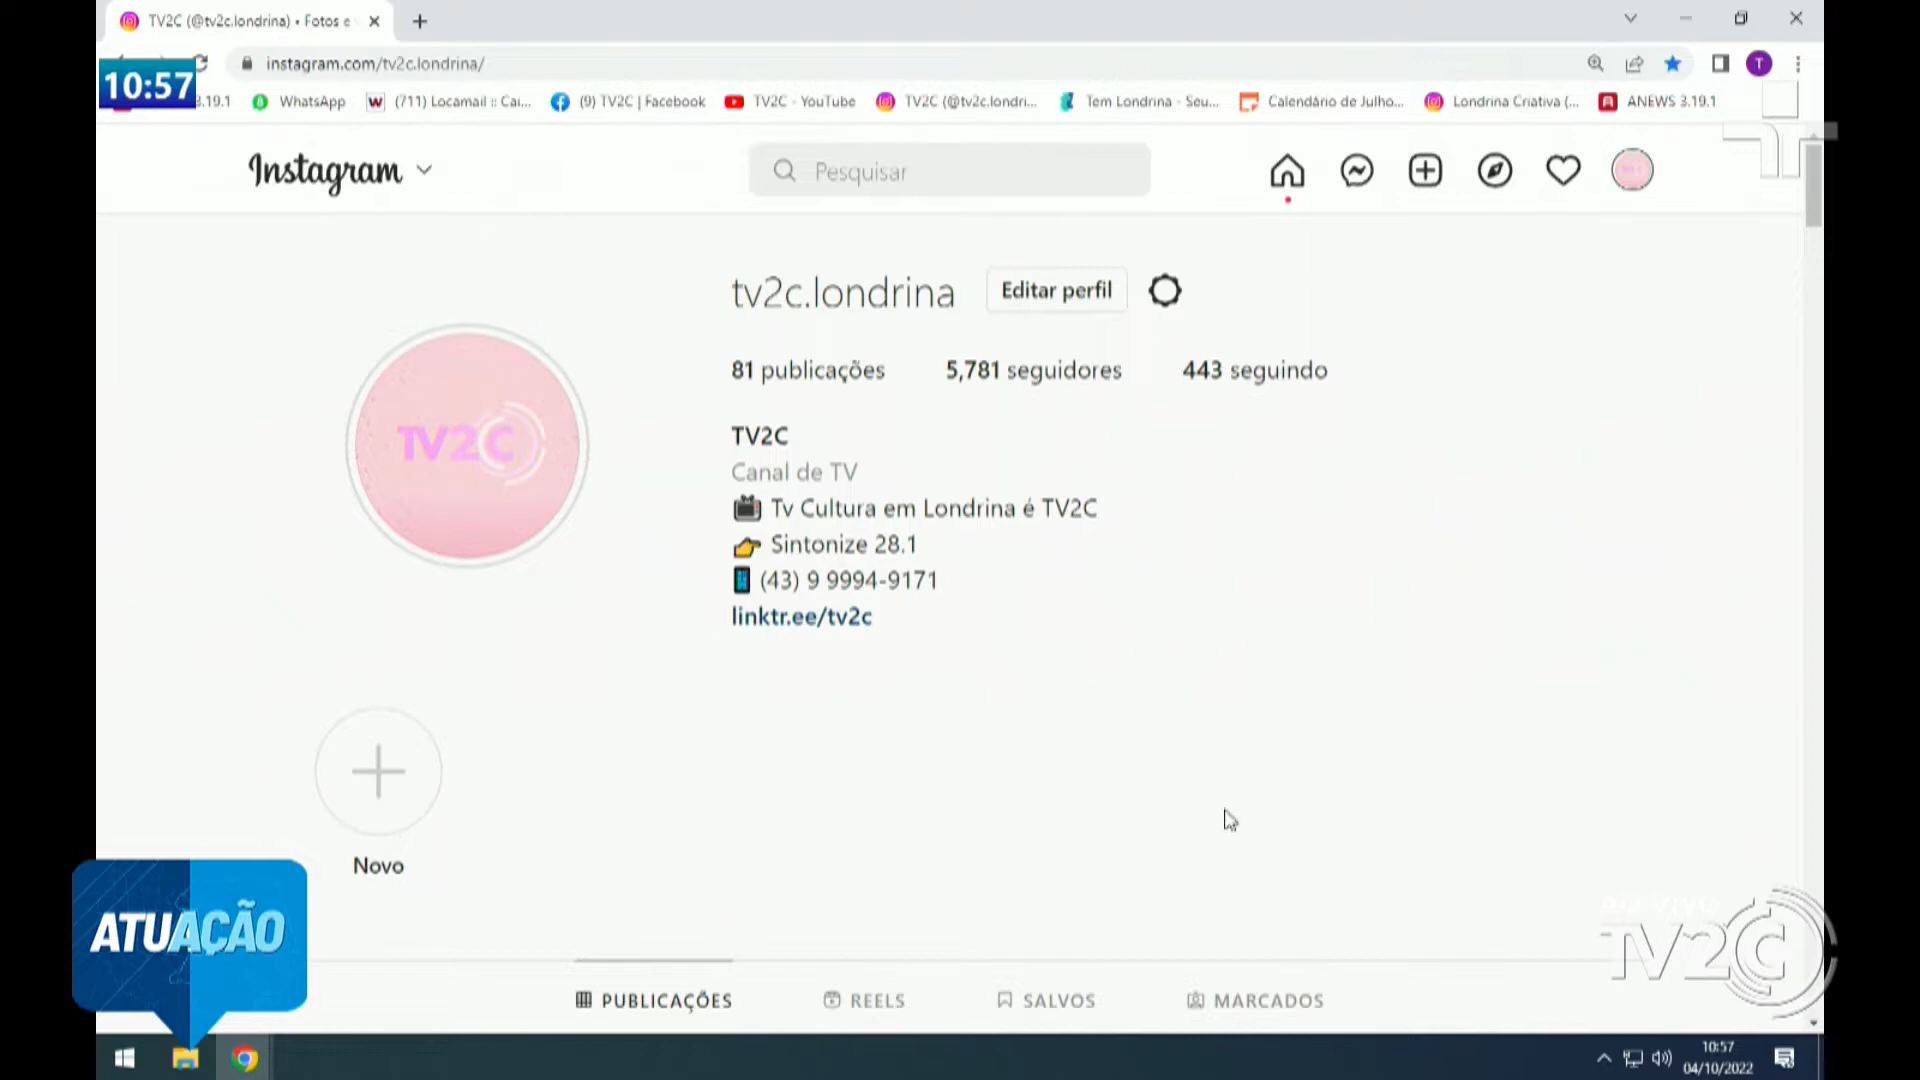 TV2C (@tv2c.londrina) • Fotos e
10:57
instagram.com/tv2c.londrina/
T
3.19.1
WhatsApp
(711) Locamail :: Cai...
(9) TV2C | Facebook
TV2C - YouTube
TV2C (@tv2c.londri...
Tem Londrina - Seu...
Calendário de Julho...
Londrina Criativa (...
ANEWS 3.19.1
Instagram
Pesquisar
tv2c.londrina
Editar perfil
81 publicações
5,781 seguidores
443 seguindo
TV2C
TV2C
Canal de TV
Tv Cultura em Londrina é TV2C
Sintonize 28.1
(43) 9 9994-9171
linktr.ee/tv2c
Novo
ATUAÇÃO
TV2C
PUBLICAÇÕES
REELS
SALVOS
MARCADOS
10:57
04/10/2022